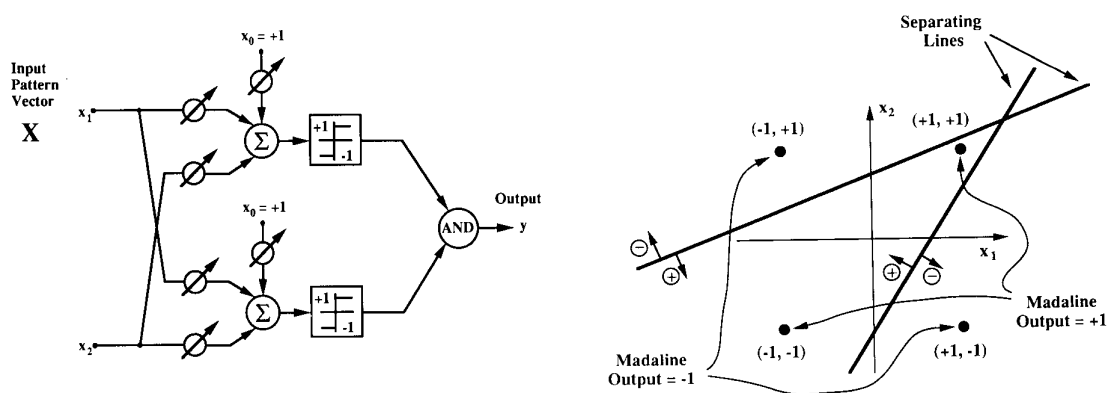 x₀ = +1
Input
Pattern
Vector
X
x₁
Σ
+1
-1
x₀ = +1
AND
Output
y
Σ
+1
-1
x₂
Separating
Lines
x₂
(-1, +1)
(+1, +1)
−
+
x₁
+
−
(-1, -1)
(+1, -1)
Madaline
Output = +1
Madaline
Output = -1